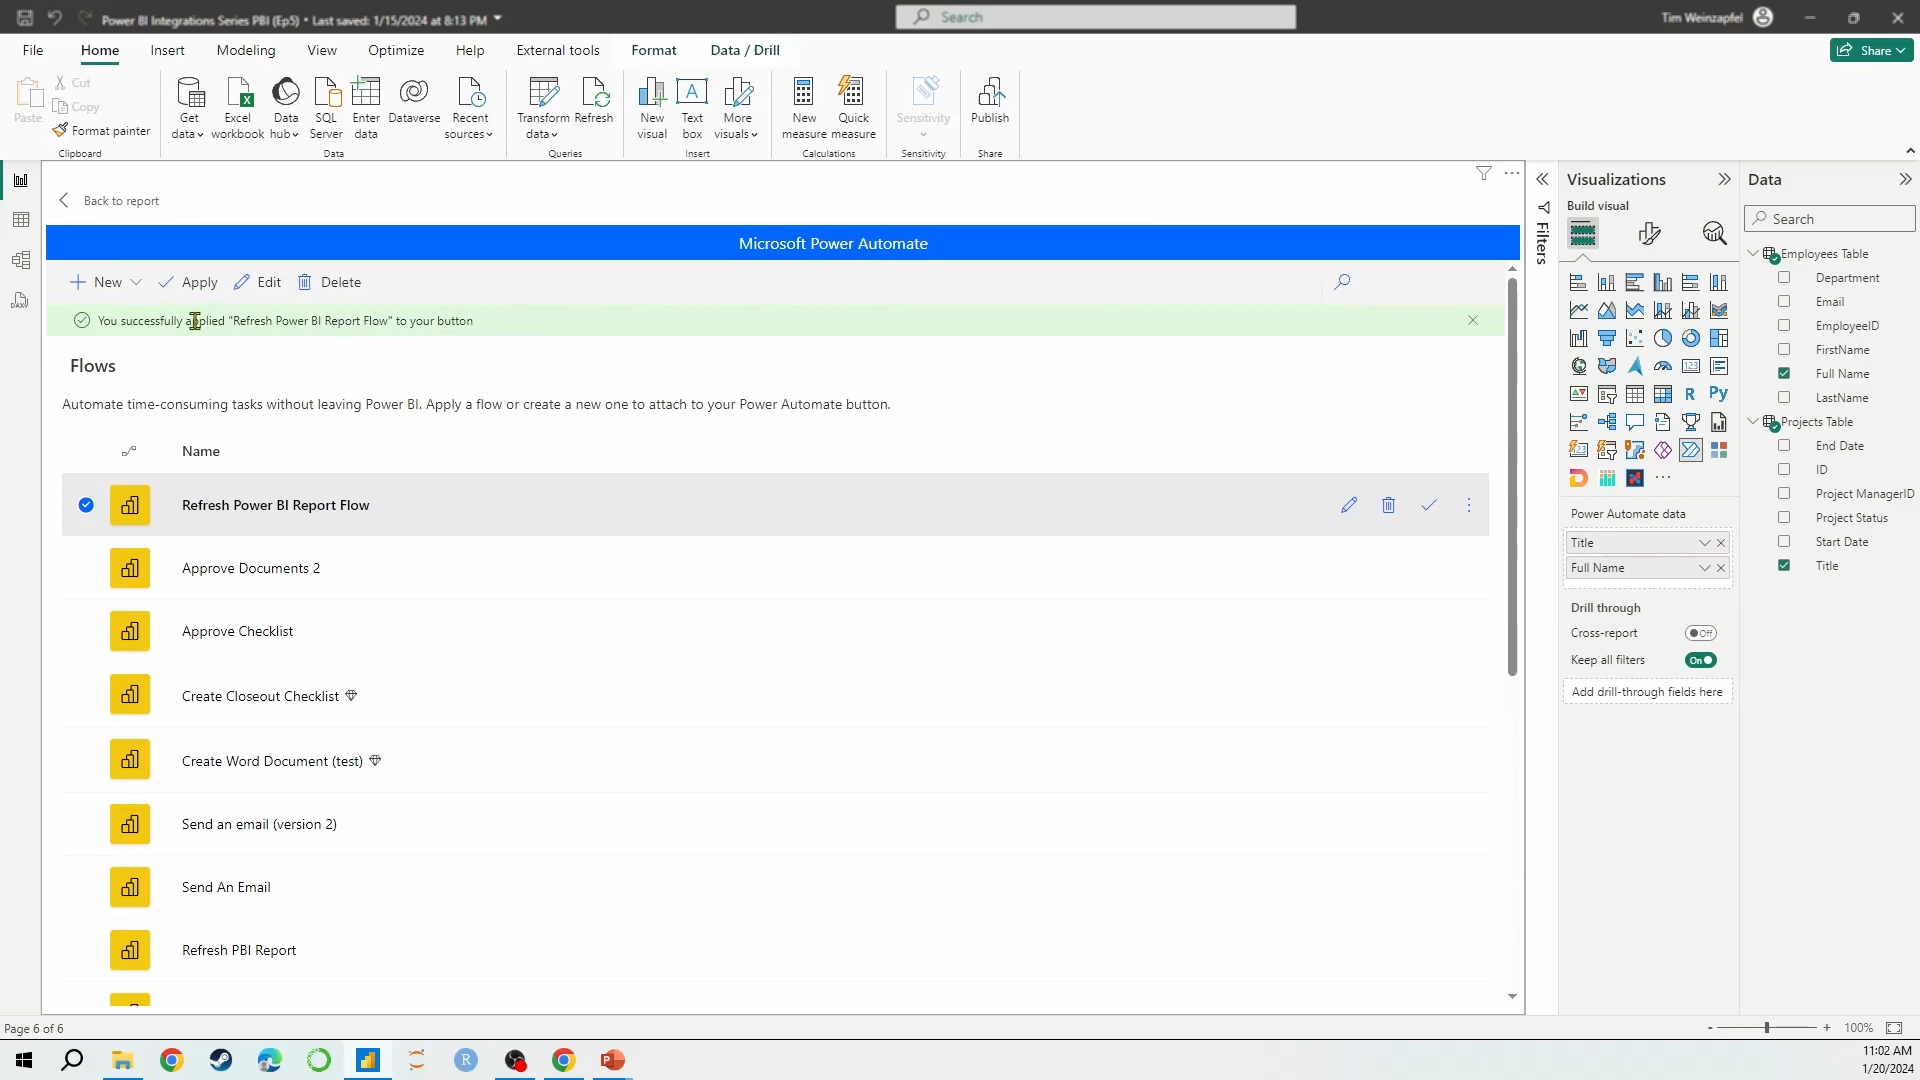 Power BI Integrations Series PBI (Ep5) • Last saved: 1/15/2024 at 8:13 PM
Search
Tim Weinzapfel
File
Home
Insert
Modeling
View
Optimize
Help
External tools
Format
Data / Drill
Share
Paste
Cut
Copy
Format painter
Clipboard
Get data
Excel workbook
Data hub
SQL Server
Enter data
Dataverse
Recent sources
Data
Transform data
Refresh
Queries
New visual
Text box
More visuals
Insert
New measure
Quick measure
Calculations
Sensitivity
Sensitivity
Publish
Share
Back to report
Microsoft Power Automate
New
Apply
Edit
Delete
You successfully applied "Refresh Power BI Report Flow" to your button
Flows
Automate time-consuming tasks without leaving Power BI. Apply a flow or create a new one to attach to your Power Automate button.
Name
Refresh Power BI Report Flow
Approve Documents 2
Approve Checklist
Create Closeout Checklist
Create Word Document (test)
Send an email (version 2)
Send An Email
Refresh PBI Report
Filters
Visualizations
Build visual
123
R
Py
123
Power Automate data
Title
Full Name
Drill through
Cross-report
Off
Keep all filters
On
Add drill-through fields here
Data
Search
Employees Table
Department
Email
EmployeeID
FirstName
Full Name
LastName
Projects Table
End Date
ID
Project ManagerID
Project Status
Start Date
Title
Page 6 of 6
- + 100%
R
P
11:02 AM
1/20/2024